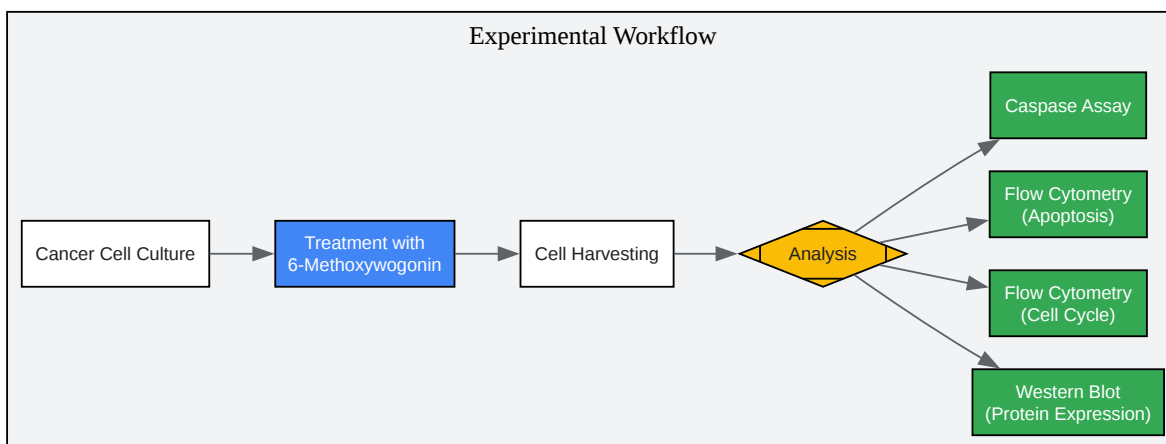 Experimental Workflow
Cancer Cell Culture
Treatment with
6-Methoxywogonin
Cell Harvesting
Analysis
Caspase Assay
Flow Cytometry
(Apoptosis)
Flow Cytometry
(Cell Cycle)
Western Blot
(Protein Expression)